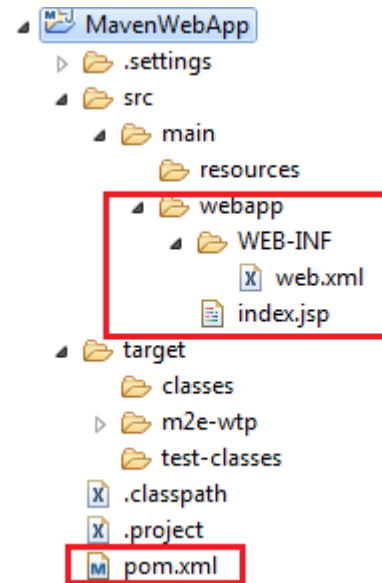 MavenWebApp
.settings
src
main
resources
webapp
WEB-INF
web.xml
index.jsp
target
classes
m2e-wtp
test-classes
.classpath
.project
pom.xml